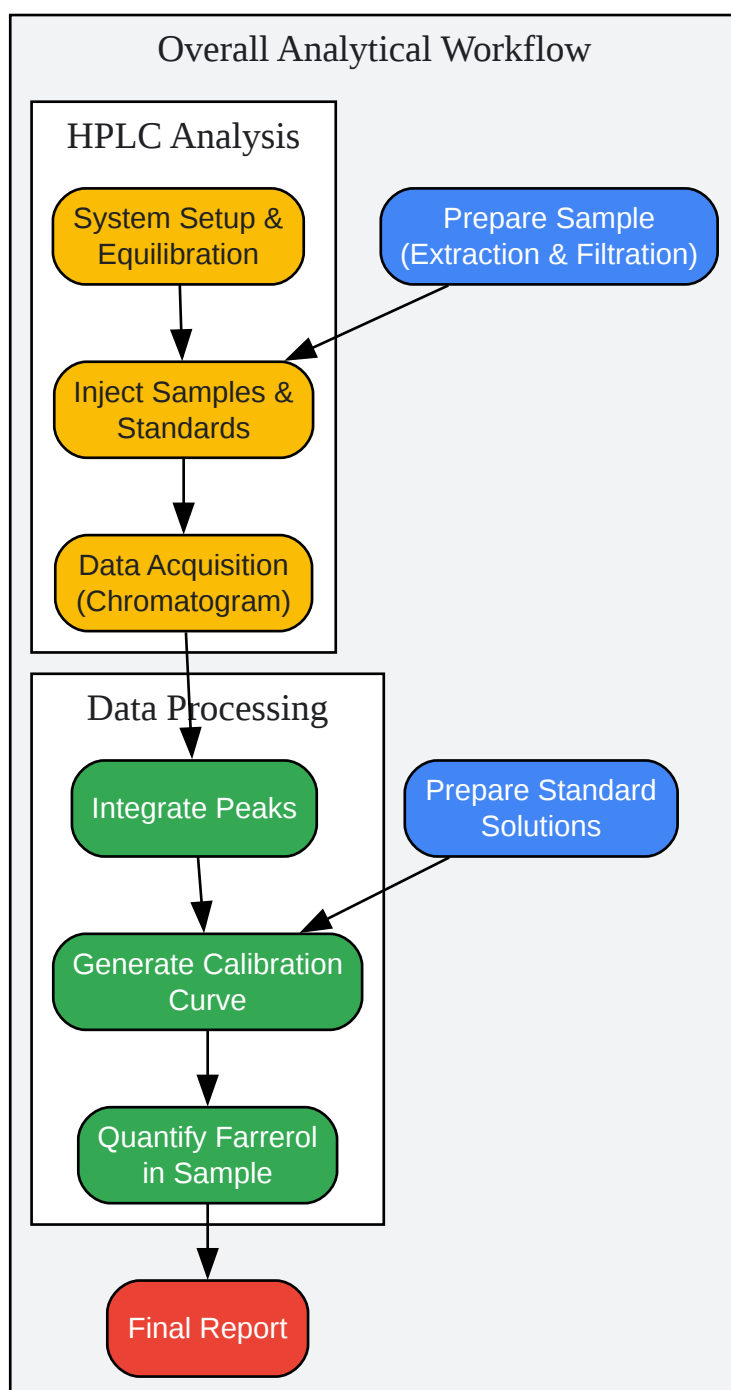 Overall Analytical Workflow
HPLC Analysis
System Setup &
Equilibration
Prepare Sample
(Extraction & Filtration)
Inject Samples &
Standards
Data Acquisition
(Chromatogram)
Data Processing
Integrate Peaks
Prepare Standard
Solutions
Generate Calibration
Curve
Quantify Farrerol
in Sample
Final Report